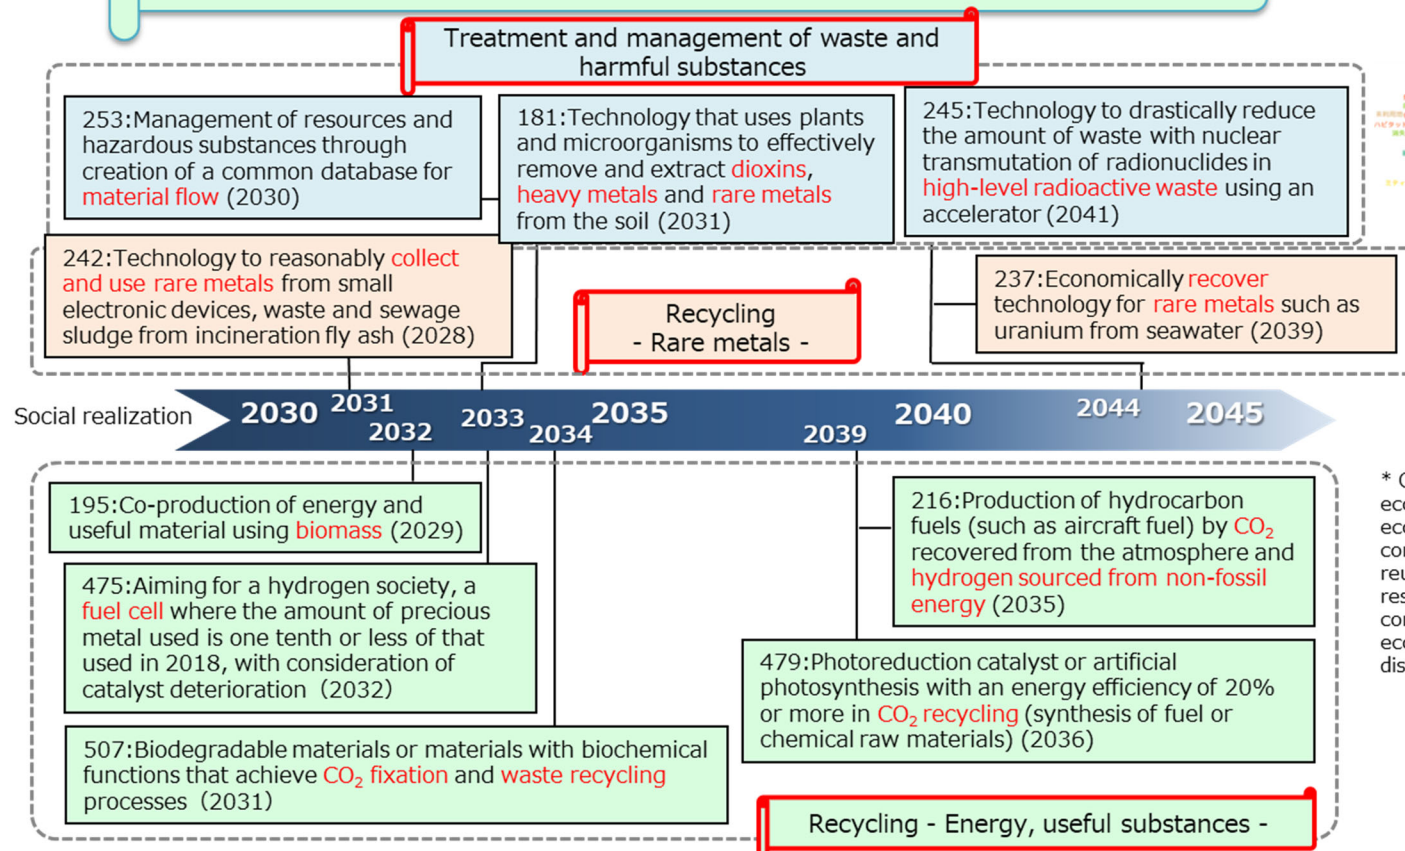 Treatment and management of waste and
harmful substances
253:Management of resources and
hazardous substances through
creation of a common database for
material flow (2030)
181:Technology that uses plants
and microorganisms to effectively
remove and extract dioxins,
heavy metals and rare metals
from the soil (2031)
245:Technology to drastically reduce
the amount of waste with nuclear
transmutation of radionuclides in
high-level radioactive waste using an
accelerator (2041)
242:Technology to reasonably collect
and use rare metals from small
electronic devices, waste and sewage
sludge from incineration fly ash (2028)
Recycling
- Rare metals -
237:Economically recover
technology for rare metals such as
uranium from seawater (2039)
Social realization
2030
2031
2032
2033
2034
2035
2039
2040
2044
2045
195:Co-production of energy and
useful material using biomass (2029)
475:Aiming for a hydrogen society, a
fuel cell where the amount of precious
metal used is one tenth or less of that
used in 2018, with consideration of
catalyst deterioration（2032）
507:Biodegradable materials or materials with biochemical
functions that achieve CO₂ fixation and waste recycling
processes（2031）
216:Production of hydrocarbon
fuels (such as aircraft fuel) by CO₂
recovered from the atmosphere and
hydrogen sourced from non-fossil
energy (2035)
479:Photoreduction catalyst or artificial
photosynthesis with an energy efficiency of 20%
or more in CO₂ recycling (synthesis of fuel or
chemical raw materials) (2036)
Recycling - Energy, useful substances -